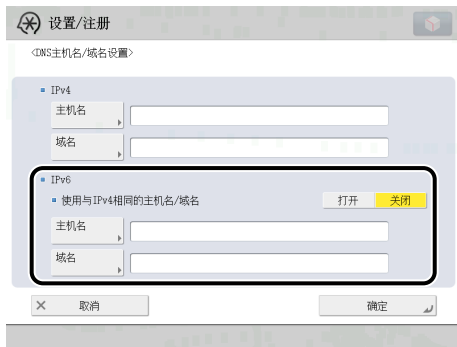 设置/注册
<DNS主机名/域名设置>
IPv4
主机名
域名
IPv6
使用与IPv4相同的主机名/域名
打开
关闭
主机名
域名
取消
确定